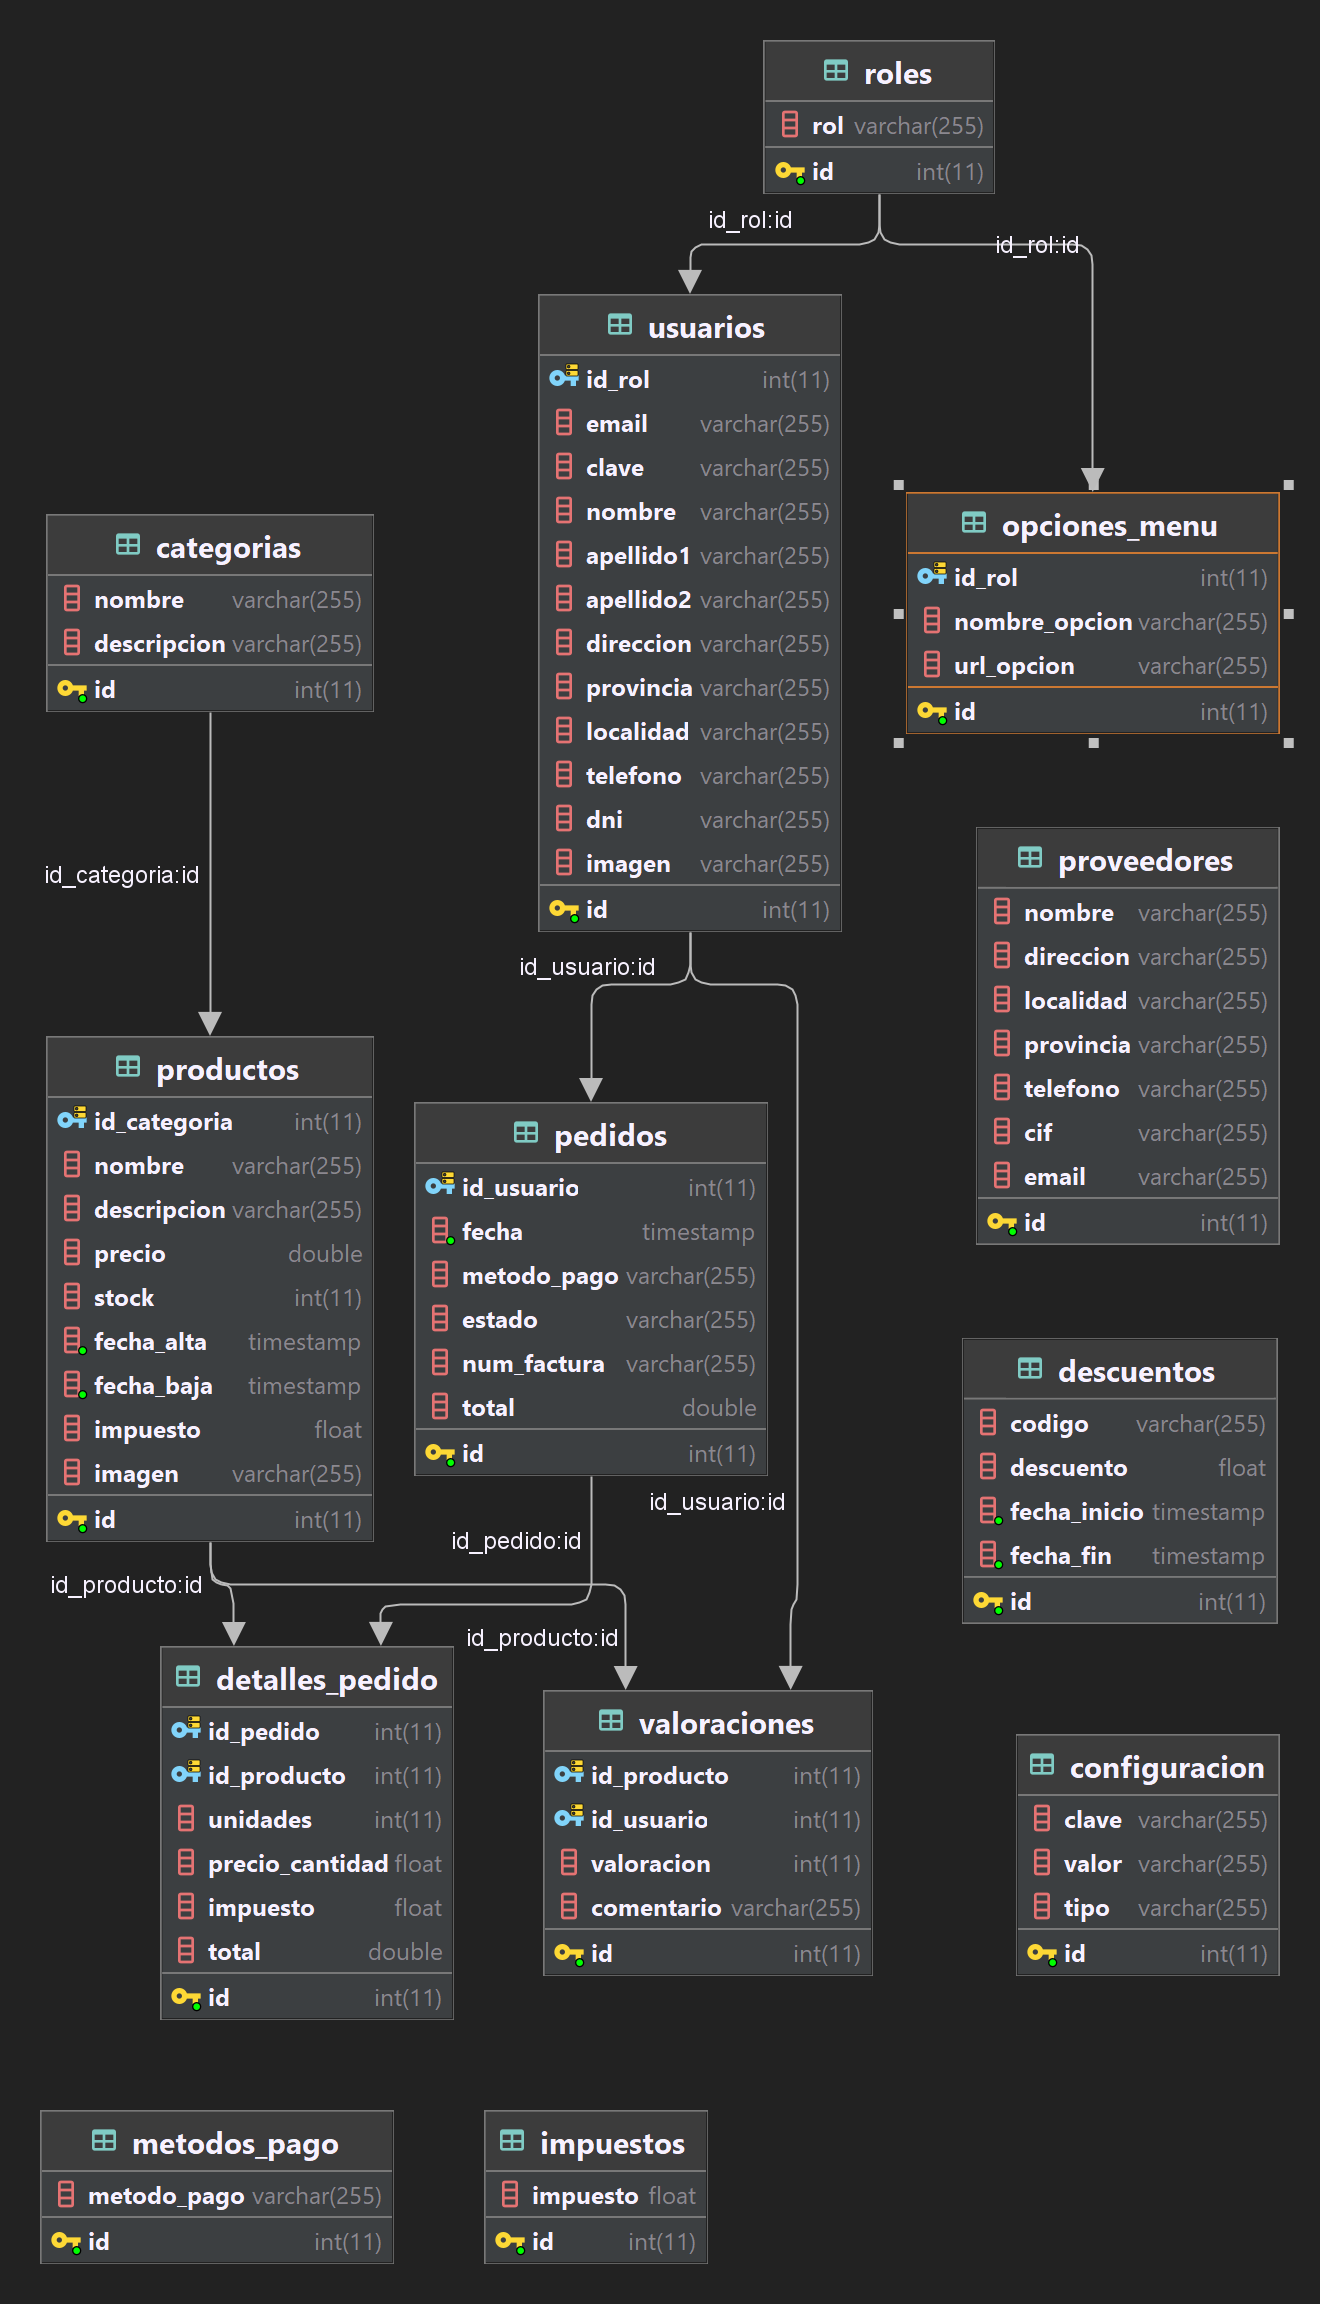 roles
rol varchar(255)
id int(11)
id_rol:id
id_rol:id
usuarios
id_rol int(11)
email varchar(255)
clave varchar(255)
nombre varchar(255)
apellido1 varchar(255)
apellido2 varchar(255)
direccion varchar(255)
provincia varchar(255)
localidad varchar(255)
telefono varchar(255)
dni varchar(255)
imagen varchar(255)
id int(11)
opciones_menu
id_rol int(11)
nombre_opcion varchar(255)
url_opcion varchar(255)
id int(11)
categorias
nombre varchar(255)
descripcion varchar(255)
id int(11)
id_categoria:id
proveedores
nombre varchar(255)
direccion varchar(255)
localidad varchar(255)
provincia varchar(255)
telefono varchar(255)
cif varchar(255)
email varchar(255)
id int(11)
id_usuario:id
productos
id_categoria int(11)
nombre varchar(255)
descripcion varchar(255)
precio double
stock int(11)
fecha_alta timestamp
fecha_baja timestamp
impuesto float
imagen varchar(255)
id int(11)
pedidos
id_usuario int(11)
fecha timestamp
metodo_pago varchar(255)
estado varchar(255)
num_factura varchar(255)
total double
id int(11)
descuentos
codigo varchar(255)
descuento float
fecha_inicio timestamp
fecha_fin timestamp
id int(11)
id_usuario:id
id_pedido:id
id_producto:id
id_producto:id
detalles_pedido
id_pedido int(11)
id_producto int(11)
unidades int(11)
precio_cantidad float
impuesto float
total double
id int(11)
valoraciones
id_producto int(11)
id_usuario int(11)
valoracion int(11)
comentario varchar(255)
id int(11)
configuracion
clave varchar(255)
valor varchar(255)
tipo varchar(255)
id int(11)
metodos_pago
metodo_pago varchar(255)
id int(11)
impuestos
impuesto float
id int(11)